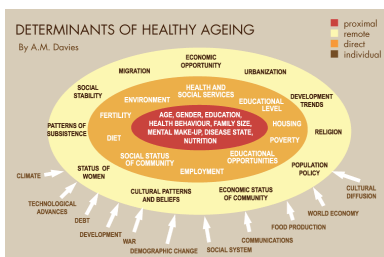 DETERMINANTS OF HEALTHY AGEING
By A.M. Davies
proximal
remote
direct
individual
ECONOMIC
OPPORTUNITY
MIGRATION
URBANIZATION
SOCIAL
STABILITY
DEVELOPMENT
TRENDS
PATTERNS OF
SUBSISTENCE
RELIGION
STATUS OF
WOMEN
POPULATION
POLICY
CULTURAL PATTERNS
AND BELIEFS
ECONOMIC STATUS
OF COMMUNITY
HEALTH AND
SOCIAL SERVICES
ENVIRONMENT
EDUCATIONAL
LEVEL
FERTILITY
HOUSING
DIET
POVERTY
SOCIAL STATUS
OF COMMUNITY
EDUCATIONAL
OPPORTUNITIES
EMPLOYMENT
AGE, GENDER, EDUCATION,
HEALTH BEHAVIOUR, FAMILY SIZE,
MENTAL MAKE-UP, DISEASE STATE,
NUTRITION
CLIMATE
TECHNOLOGICAL
ADVANCES
DEBT
DEVELOPMENT
WAR
DEMOGRAPHIC CHANGE
SOCIAL SYSTEM
COMMUNICATIONS
FOOD PRODUCTION
WORLD ECONOMY
CULTURAL
DIFFUSION